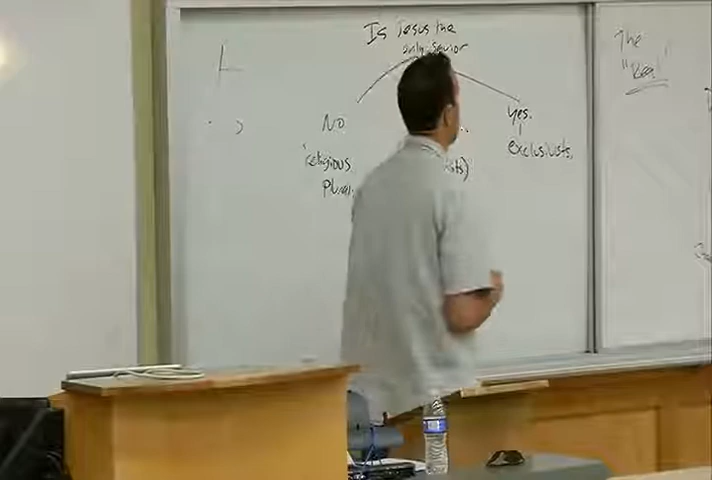 Is Jesus the
only Savior
No
Yes.
religious
exclusivists.
The
"Real"